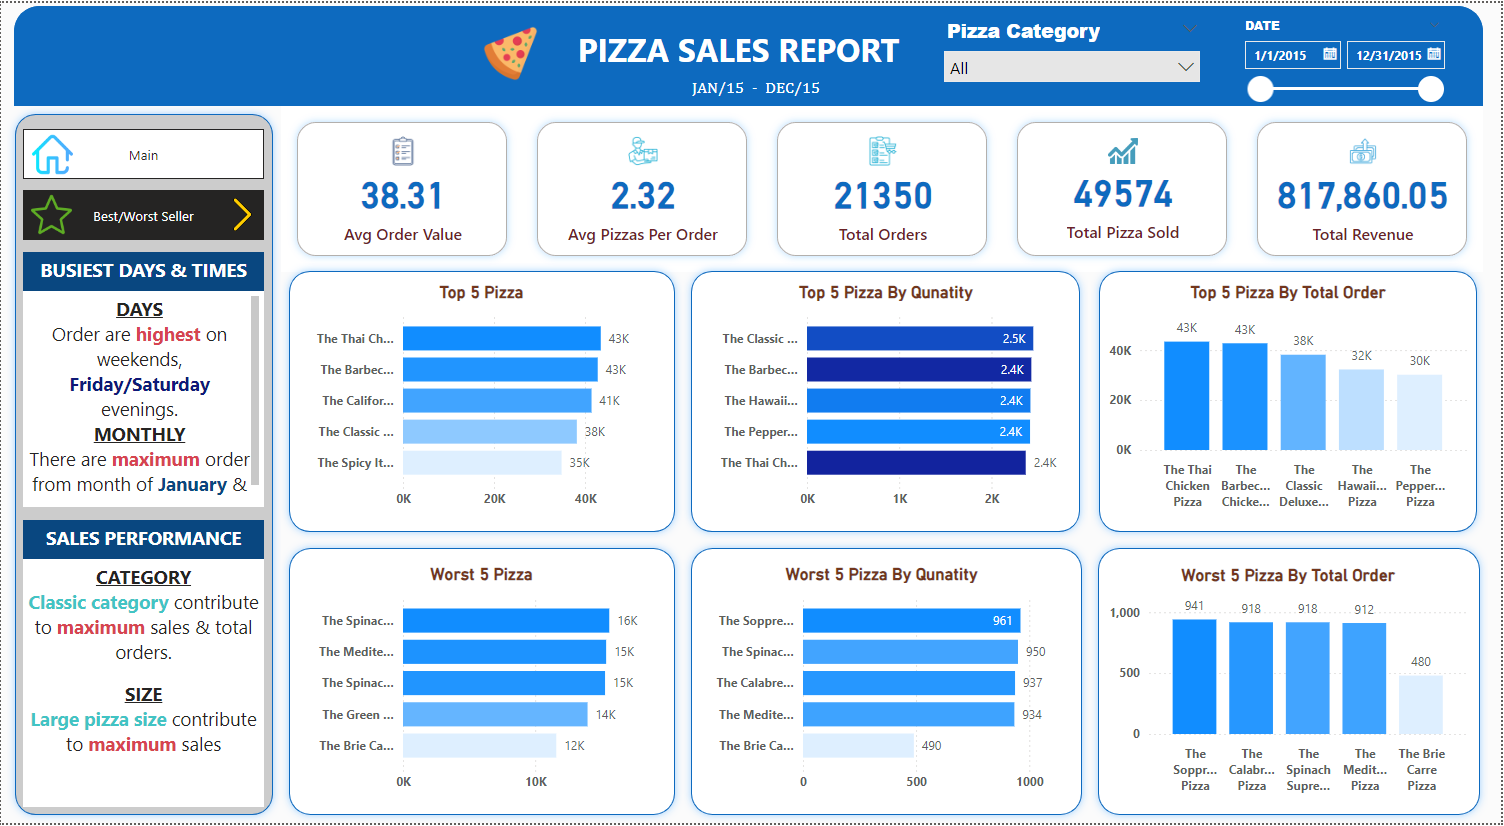 PIZZA SALES REPORT
JAN/15 - DEC/15
Pizza Category
All
DATE
1/1/2015
12/31/2015
Main
Best/Worst Seller
BUSIEST DAYS & TIMES
DAYS
Order are highest on
weekends,
Friday/Saturday
evenings.
MONTHLY
There are maximum order
from month of January &
SALES PERFORMANCE
CATEGORY
Classic category contribute
to maximum sales & total
orders.
SIZE
Large pizza size contribute
to maximum sales
38.31
Avg Order Value
2.32
Avg Pizzas Per Order
21350
Total Orders
49574
Total Pizza Sold
817,860.05
Total Revenue
Top 5 Pizza
The Thai Ch... 43K
The Barbec... 43K
The Califor... 41K
The Classic ... 38K
The Spicy It... 35K
0K 20K 40K
Top 5 Pizza By Qunatity
The Classic ... 2.5K
The Barbec... 2.4K
The Hawaii... 2.4K
The Pepper... 2.4K
The Thai Ch... 2.4K
0K 1K 2K
Top 5 Pizza By Total Order
43K 43K 38K 32K 30K
40K
20K
0K
The Thai Chicken Pizza
The Barbec... Chicke...
The Classic Deluxe...
The Hawaii... Pizza
The Pepper... Pizza
Worst 5 Pizza
The Spinac... 16K
The Medite... 15K
The Spinac... 15K
The Green ... 14K
The Brie Ca... 12K
0K 10K
Worst 5 Pizza By Qunatity
The Soppre... 961
The Spinac... 950
The Calabre... 937
The Medite... 934
The Brie Ca... 490
0 500 1000
Worst 5 Pizza By Total Order
941 918 918 912 480
1,000
500
0
The Soppr... Pizza
The Calabr... Pizza
The Spinach Supre...
The Medit... Pizza
The Brie Carre Pizza